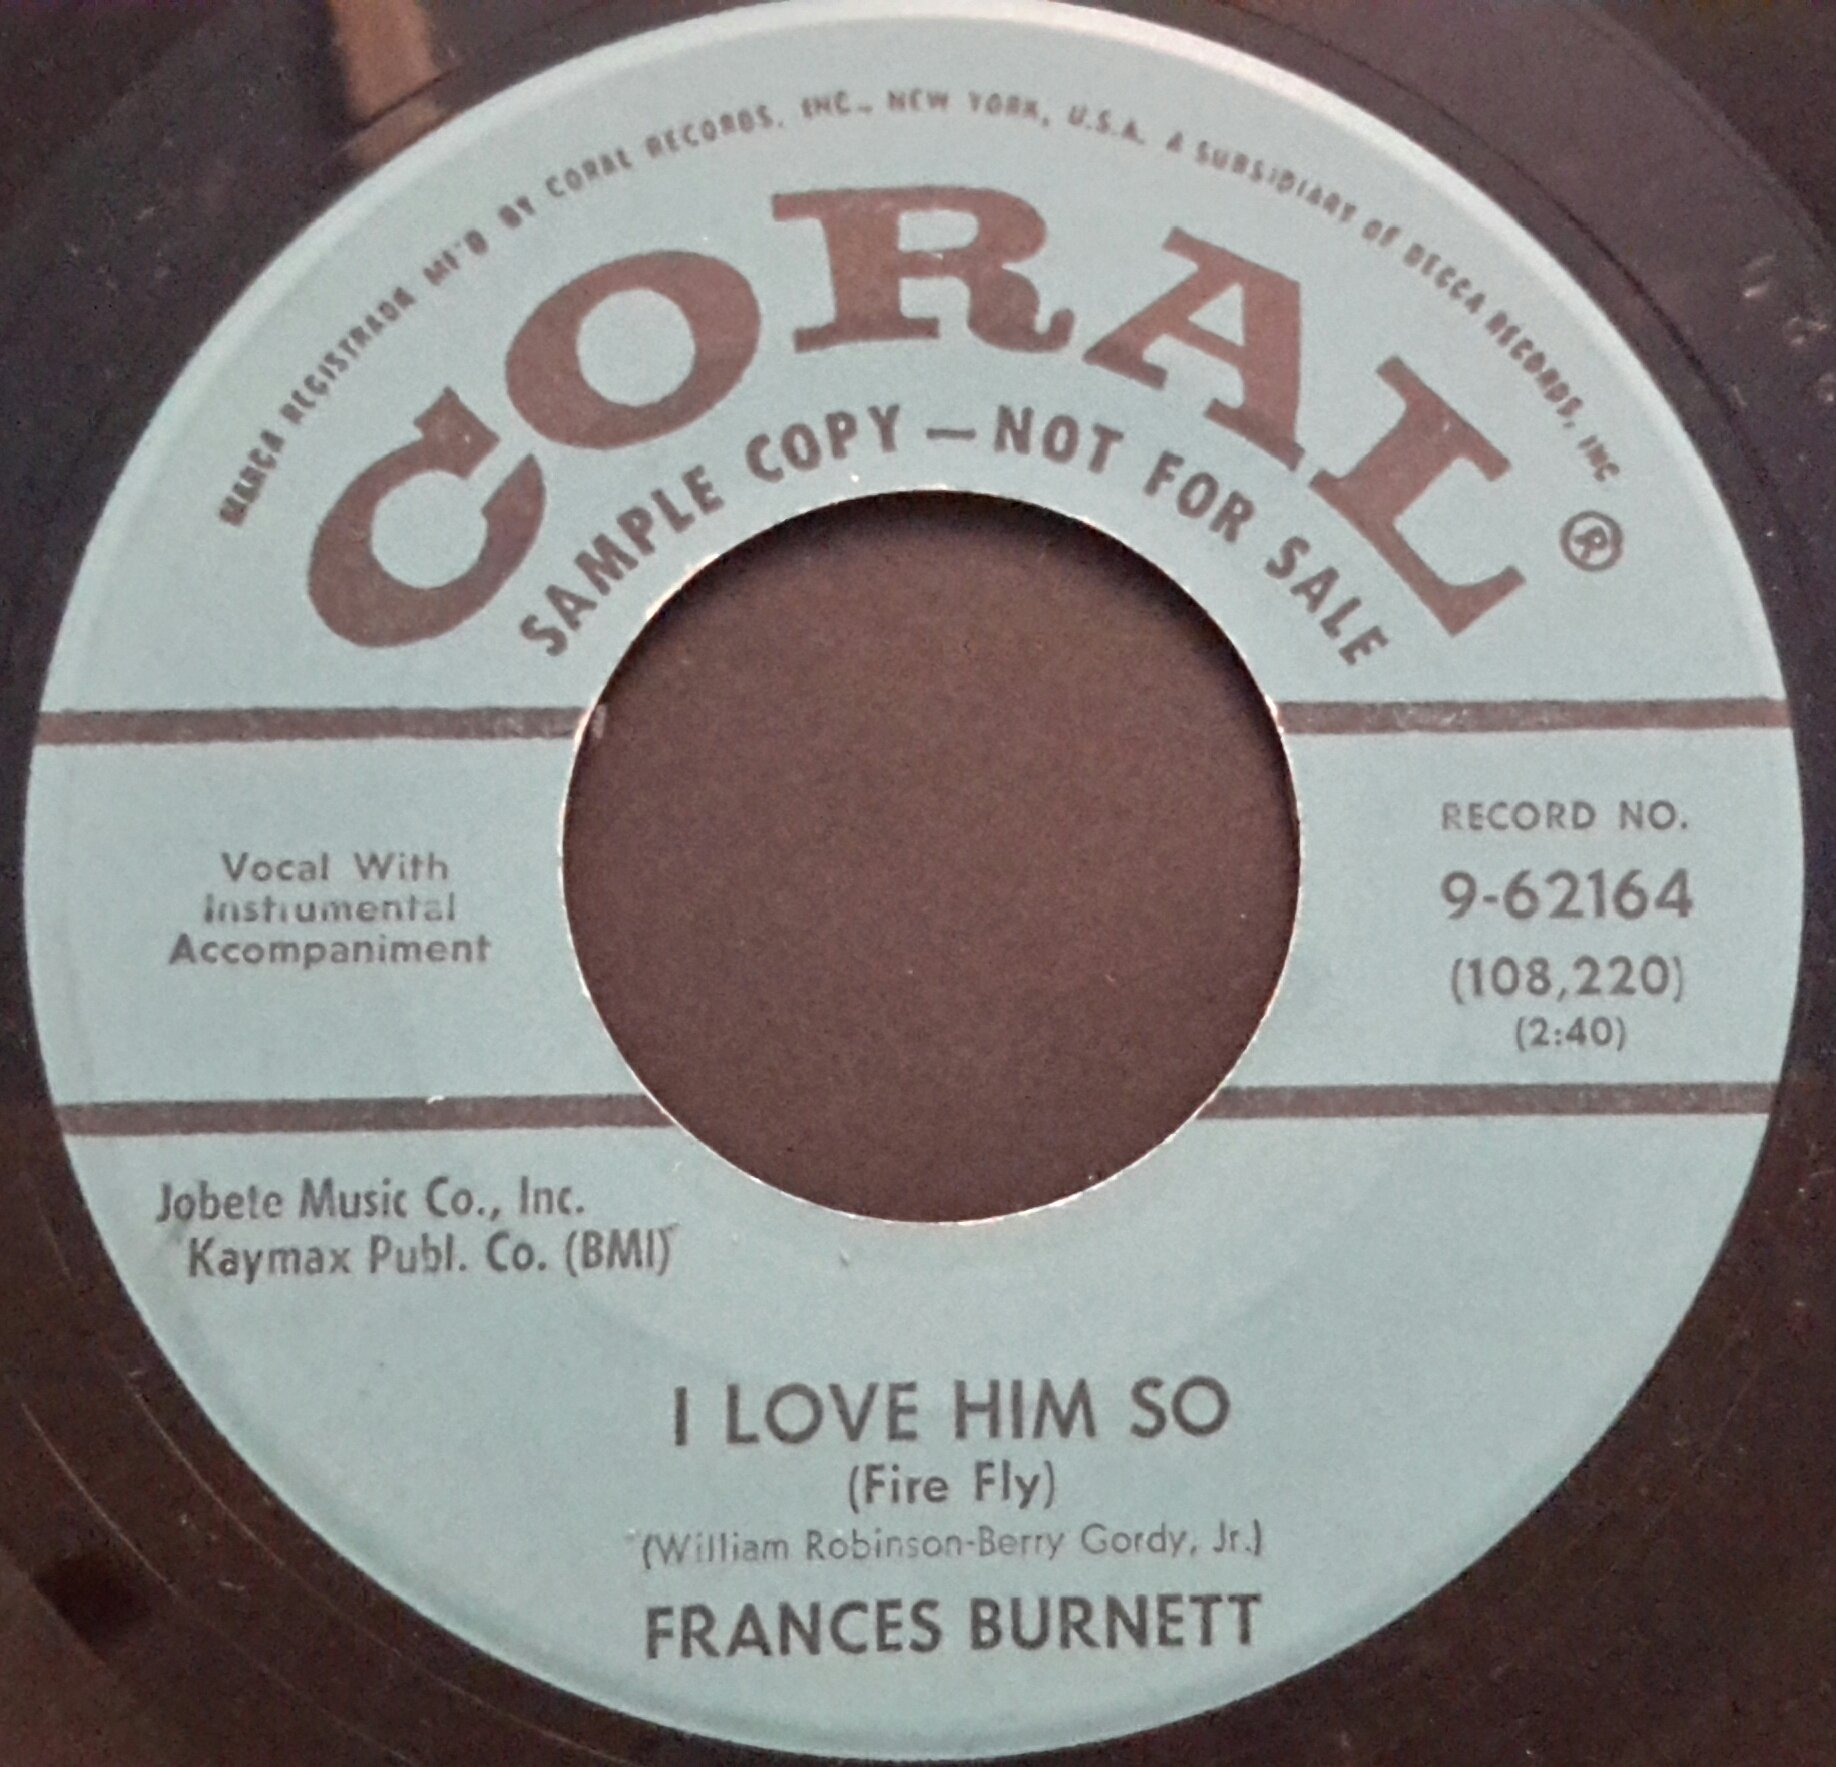 MARCA REGISTRADA MF'D BY CORAL RECORDS, INC., NEW YORK, U.S.A. A SUBSIDIARY OF DECCA RECORDS, INC
CORAL ®
SAMPLE COPY — NOT FOR SALE
Vocal With
Instrumental
Accompaniment
RECORD NO.
9-62164
(108,220)
(2:40)
Jobete Music Co., Inc.
Kaymax Publ. Co. (BMI)
I LOVE HIM SO
(Fire Fly)
(William Robinson-Berry Gordy, Jr.)
FRANCES BURNETT